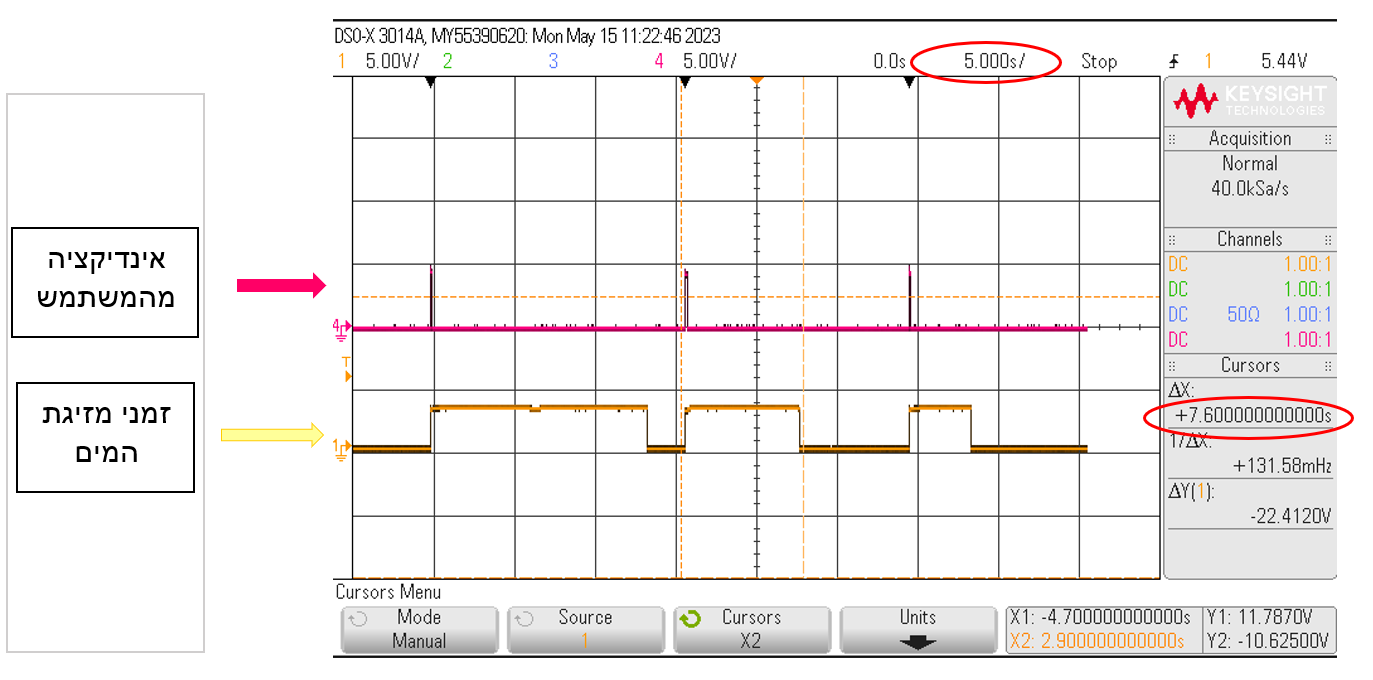 DSO-X 3014A, MY55390620: Mon May 15 11:22:46 2023
1 5.00V/ 2 3 4 5.00V/ 0.0s 5.000s/ Stop 1 5.44V
KEYSIGHT
TECHNOLOGIES
Acquisition
Normal
40.0kSa/s
Channels
DC 1.00:1
DC 1.00:1
DC 50Ω 1.00:1
DC 1.00:1
Cursors
ΔX:
+7.600000000000s
1/ΔX:
+131.58mHz
ΔY(1):
-22.4120V
אינדיקציה
מהמשתמש
זמני מזיגת
המים
4
T
1
Cursors Menu
Mode
Manual
Source
1
Cursors
X2
Units
X1: -4.700000000000s
X2: 2.900000000000s
Y1: 11.7870V
Y2: -10.62500V